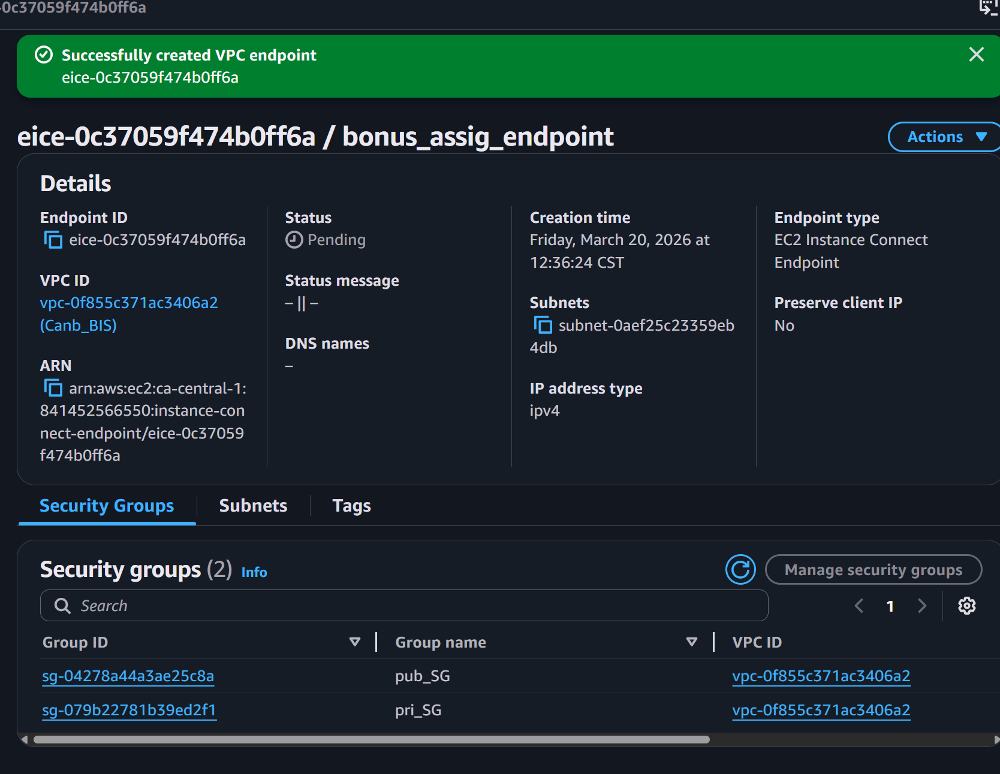 -0c37059f474b0ff6a
Successfully created VPC endpoint
eice-0c37059f474b0ff6a
eice-0c37059f474b0ff6a / bonus_assig_endpoint
Actions
Details
Endpoint ID
eice-0c37059f474b0ff6a
VPC ID
vpc-0f855c371ac3406a2
(Canb_BIS)
ARN
arn:aws:ec2:ca-central-1:
841452566550:instance-con
nect-endpoint/eice-0c37059
f474b0ff6a
Status
Pending
Status message
– || –
DNS names
–
Creation time
Friday, March 20, 2026 at
12:36:24 CST
Subnets
subnet-0aef25c23359eb
4db
IP address type
ipv4
Endpoint type
EC2 Instance Connect
Endpoint
Preserve client IP
No
Security Groups
Subnets
Tags
Security groups (2) Info
Manage security groups
Search
1
Group ID
Group name
VPC ID
sg-04278a44a3ae25c8a
pub_SG
vpc-0f855c371ac3406a2
sg-079b22781b39ed2f1
pri_SG
vpc-0f855c371ac3406a2